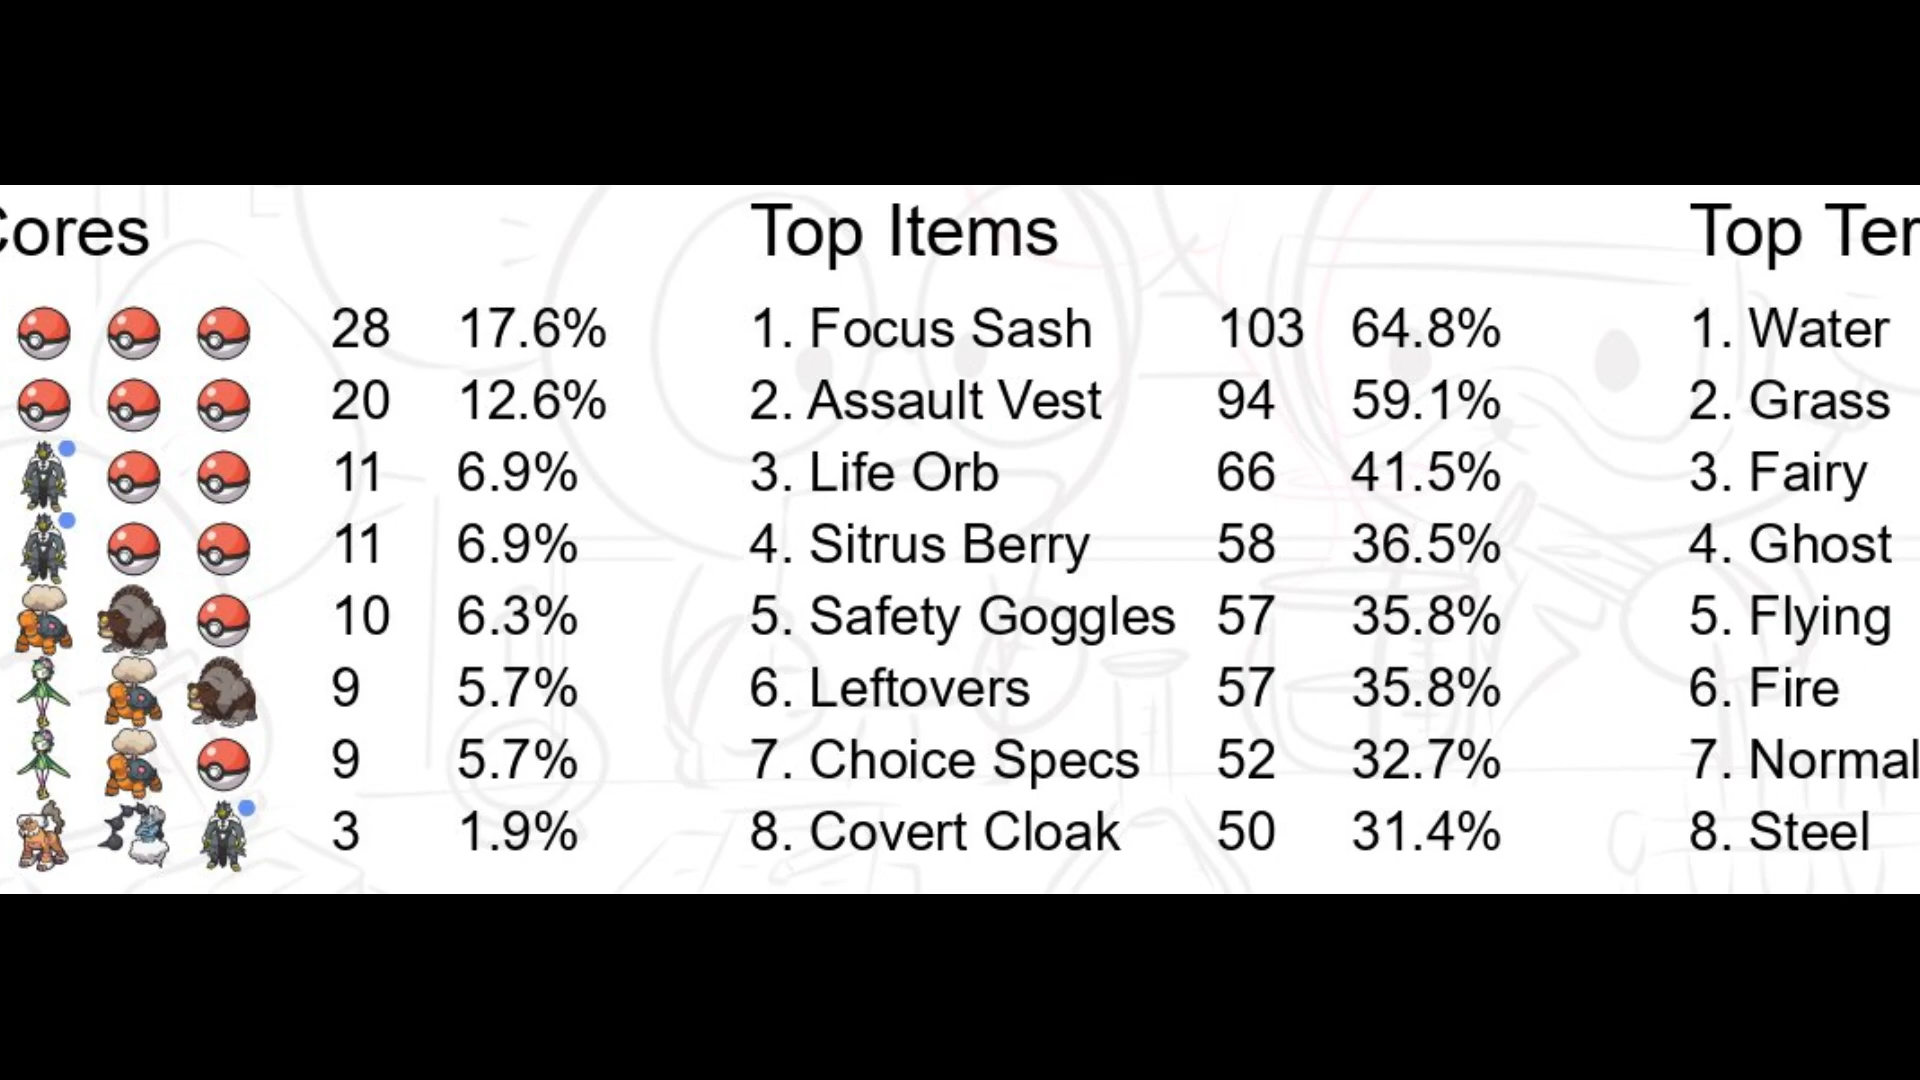 Cores
28 17.6%
20 12.6%
11 6.9%
11 6.9%
10 6.3%
9 5.7%
9 5.7%
3 1.9%
Top Items
1. Focus Sash 103 64.8%
2. Assault Vest 94 59.1%
3. Life Orb 66 41.5%
4. Sitrus Berry 58 36.5%
5. Safety Goggles 57 35.8%
6. Leftovers 57 35.8%
7. Choice Specs 52 32.7%
8. Covert Cloak 50 31.4%
Top Ter
1. Water
2. Grass
3. Fairy
4. Ghost
5. Flying
6. Fire
7. Normal
8. Steel